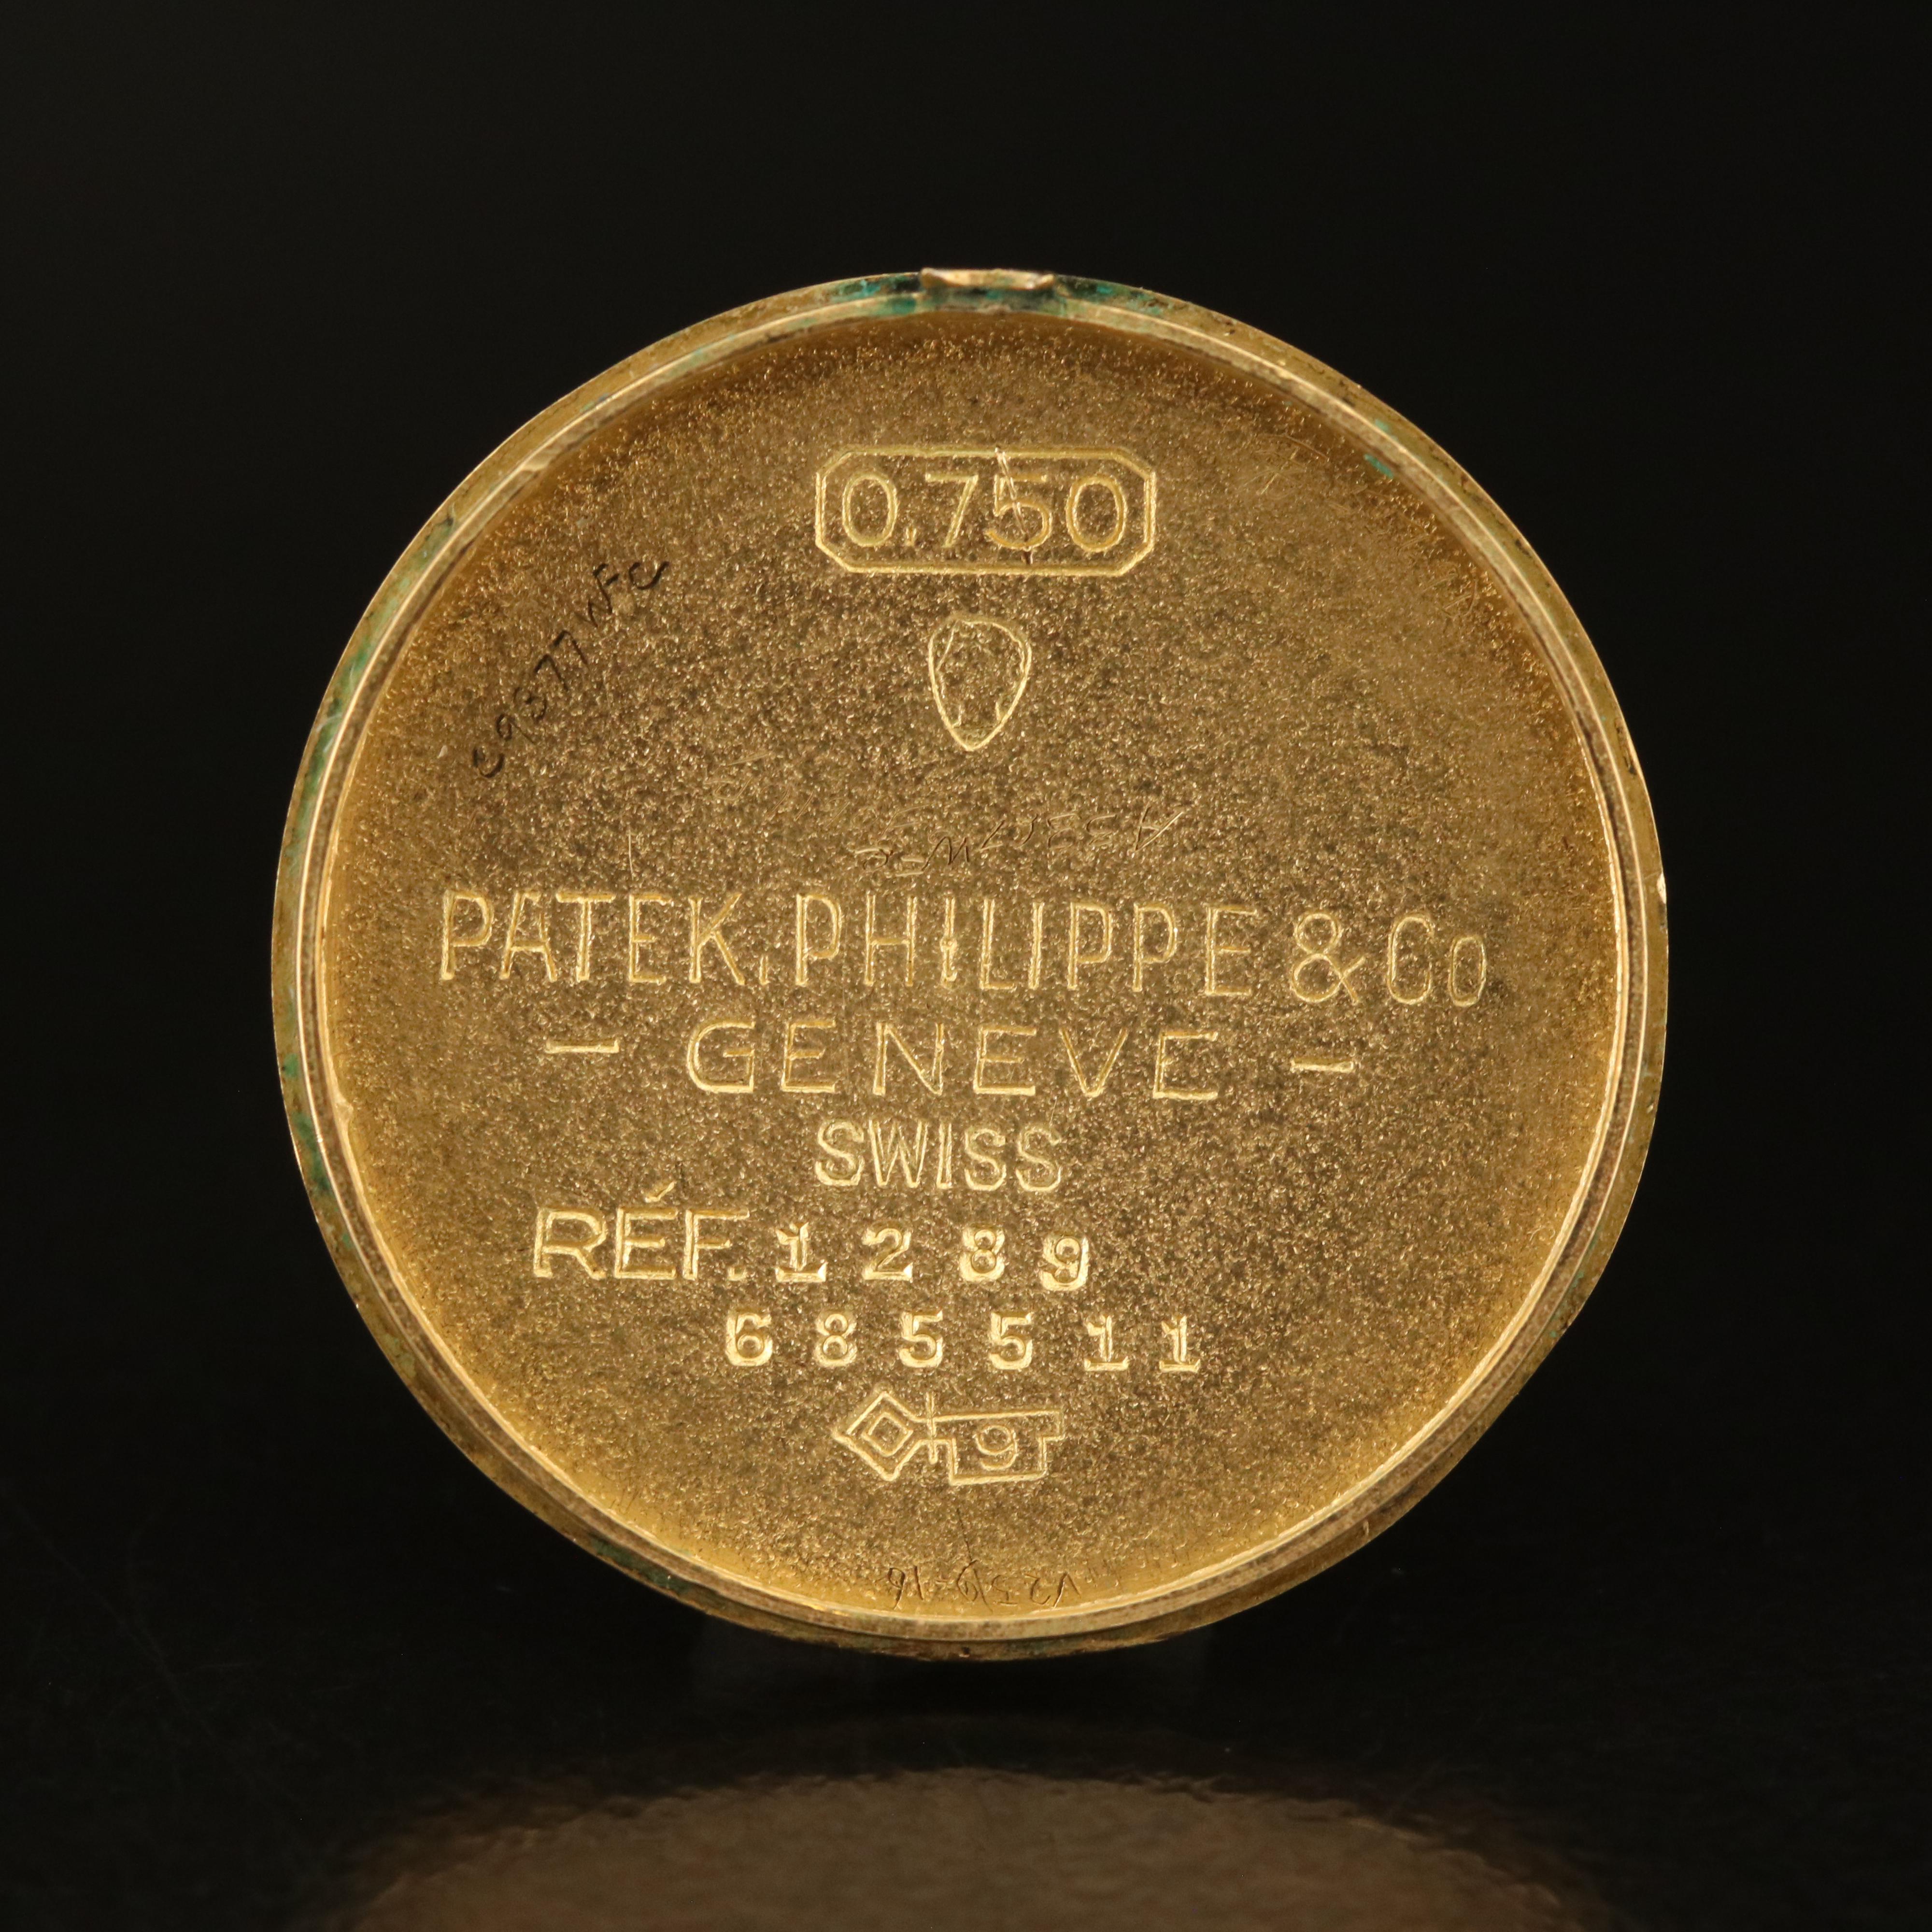 0.750
PATEK, PHILIPPE & Co
- GENEVE -
SWISS
RÉF. 1289
685511
9